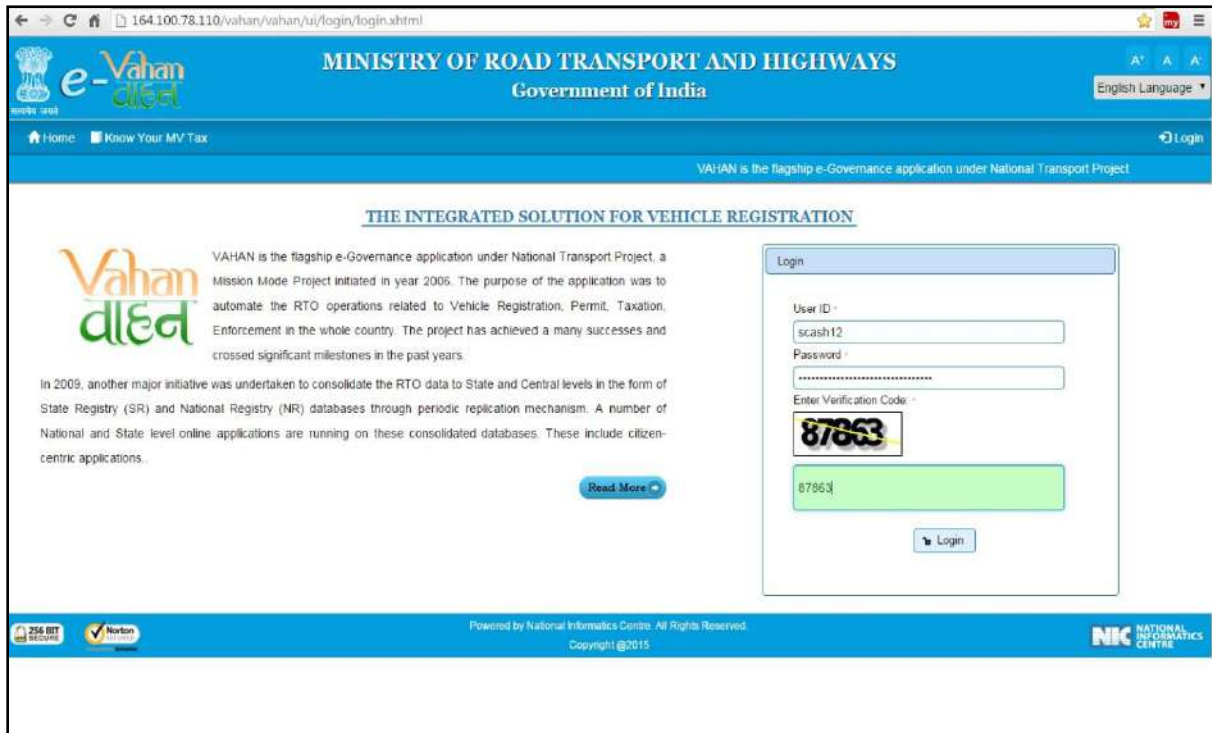 164.100.78.110/vahan/vahan/ui/login/login.xhtml
my
सत्यमेव जयते
e-Vahan
वाहन
MINISTRY OF ROAD TRANSPORT AND HIGHWAYS
Government of India
A+ A A-
English Language
Home Know Your MV Tax
Login
VAHAN is the flagship e-Governance application under National Transport Project
THE INTEGRATED SOLUTION FOR VEHICLE REGISTRATION
Vahan
वाहन
VAHAN is the flagship e-Governance application under National Transport Project, a
Mission Mode Project initiated in year 2006. The purpose of the application was to
automate the RTO operations related to Vehicle Registration, Permit, Taxation,
Enforcement in the whole country. The project has achieved a many successes and
crossed significant milestones in the past years.
In 2009, another major initiative was undertaken to consolidate the RTO data to State and Central levels in the form of
State Registry (SR) and National Registry (NR) databases through periodic replication mechanism. A number of
National and State level online applications are running on these consolidated databases. These include citizen-
centric applications..
Read More
Login
User ID
scash12
Password
Enter Verification Code:
87863
87863
Login
256 BIT
SECURE
Norton
SECURED
Powered by National Informatics Centre. All Rights Reserved.
Copyright @2015
NIC NATIONAL
INFORMATICS
CENTRE